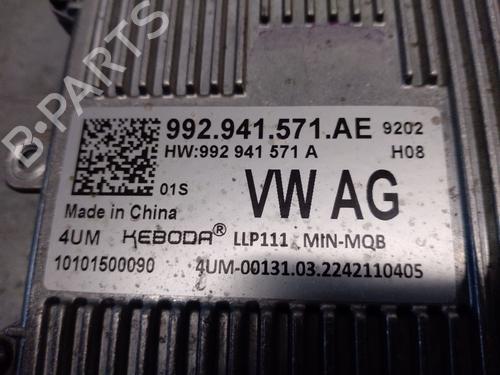 992.941.571.AE 9202
HW:992 941 571 A H08
01S
VW AG
Made in China
4UM KEBODA® LLP111 MIN-MQB
10101500090 4UM-00131.03.2242110405
B-PARTS